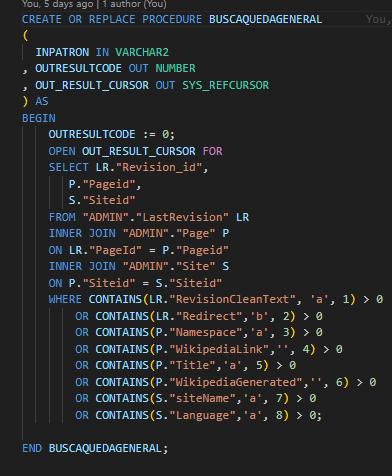 You, 5 days ago | 1 author (You)
CREATE OR REPLACE PROCEDURE BUSCAQUEDAGENERAL You,
(
INPATRON IN VARCHAR2
, OUTRESULTCODE OUT NUMBER
, OUT_RESULT_CURSOR OUT SYS_REFCURSOR
) AS
BEGIN
OUTRESULTCODE := 0;
OPEN OUT_RESULT_CURSOR FOR
SELECT LR."Revision_id",
P."Pageid",
S."Siteid"
FROM "ADMIN"."LastRevision" LR
INNER JOIN "ADMIN"."Page" P
ON LR."PageId" = P."Pageid"
INNER JOIN "ADMIN"."Site" S
ON P."Siteid" = S."Siteid"
WHERE CONTAINS(LR."RevisionCleanText", 'a', 1) > 0
OR CONTAINS(LR."Redirect",'b', 2) > 0
OR CONTAINS(P."Namespace",'a', 3) > 0
OR CONTAINS(P."WikipediaLink",'', 4) > 0
OR CONTAINS(P."Title",'a', 5) > 0
OR CONTAINS(P."WikipediaGenerated",'', 6) > 0
OR CONTAINS(S."siteName",'a', 7) > 0
OR CONTAINS(S."Language",'a', 8) > 0;
END BUSCAQUEDAGENERAL;